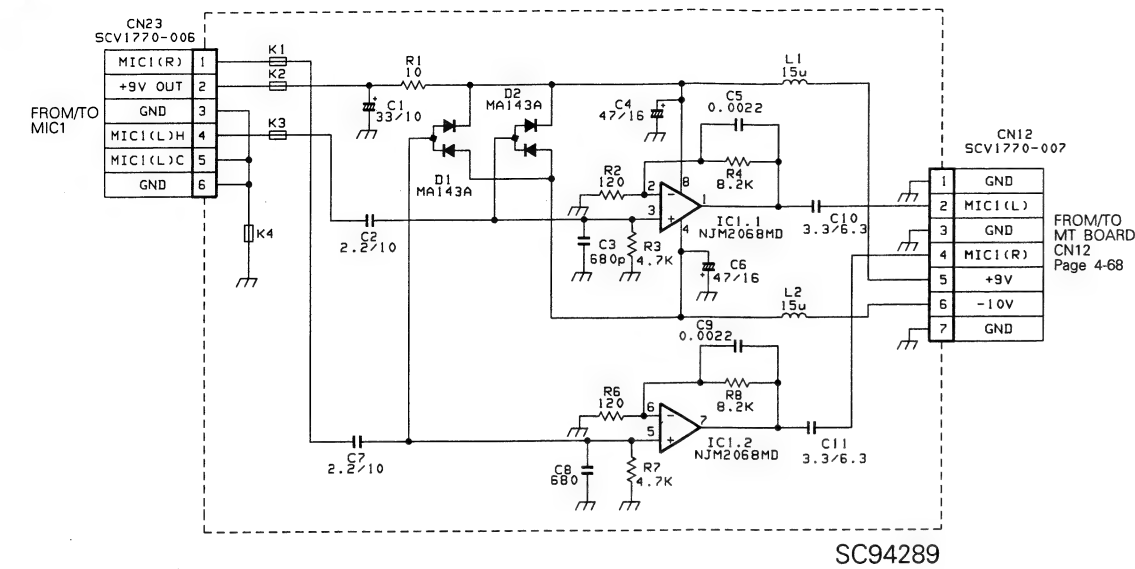 CN23
SCV1770-006
FROM/TO
MIC1
MIC1(R) 1
+9V OUT 2
GND 3
MIC1(L)H 4
MIC1(L)C 5
GND 6
K1
K2
K3
K4
R1
10
C1
33/10
D2
MA143A
D1
MA143A
C4
47/16
L1
15u
C5
0.0022
R4
8.2K
R2
120
2
3
8
1
4
IC1.1
NJM2068MD
C2
2.2/10
C3
680p
R3
4.7K
C6
47/16
C10
3.3/6.3
L2
15u
C9
0.0022
R8
8.2K
R6
120
6
5
7
IC1.2
NJM2068MD
C7
2.2/10
C8
680
R7
4.7K
C11
3.3/6.3
CN12
SCV1770-007
1 GND
2 MIC1(L)
3 GND
4 MIC1(R)
5 +9V
6 -10V
7 GND
FROM/TO
MT BOARD
CN12
Page 4-68
SC94289